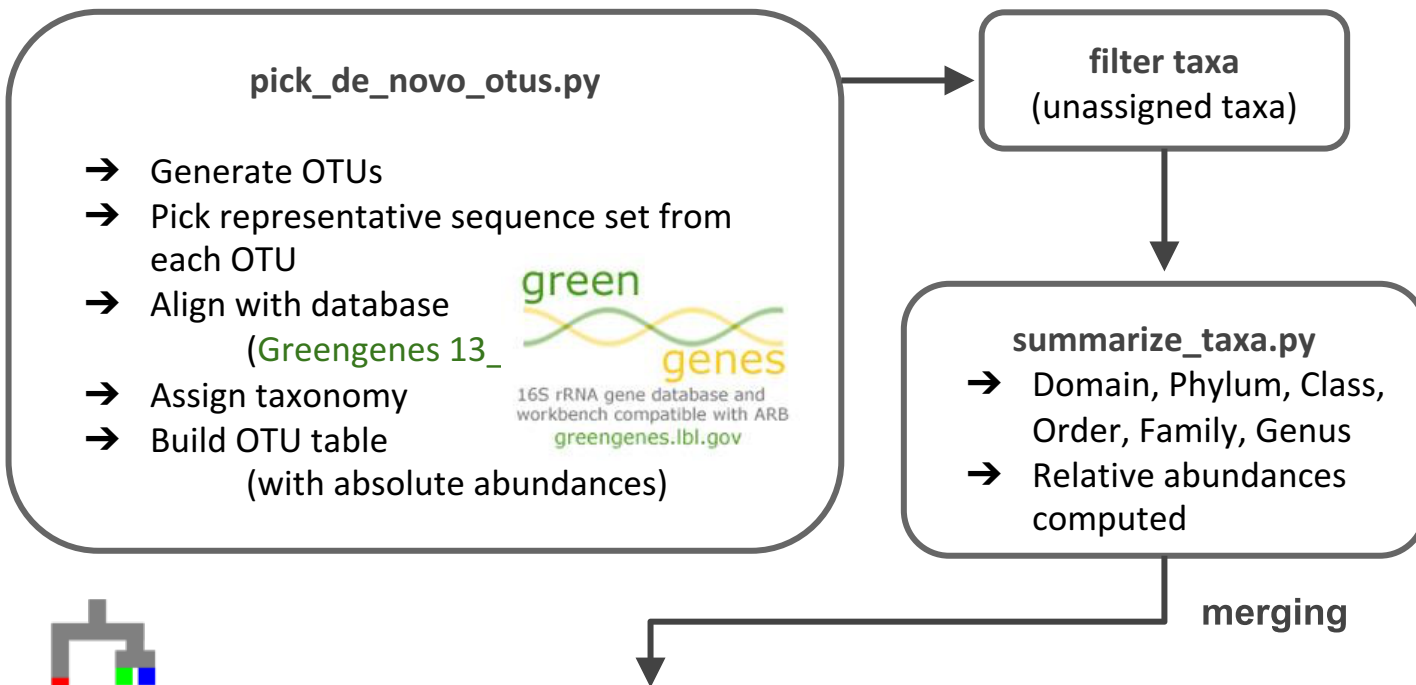 pick_de_novo_otus.py
➔ Generate OTUs
➔ Pick representative sequence set from
each OTU
➔ Align with database
(Greengenes 13_
➔ Assign taxonomy
➔ Build OTU table
(with absolute abundances)
green
genes
16S rRNA gene database and
workbench compatible with ARB
greengenes.lbl.gov
filter taxa
(unassigned taxa)
summarize_taxa.py
➔ Domain, Phylum, Class,
Order, Family, Genus
➔ Relative abundances
computed
merging